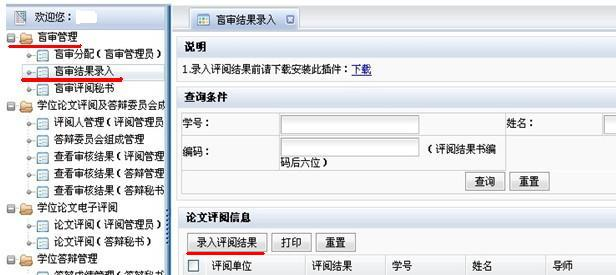 欢迎您：
盲审管理
盲审分配(盲审管理员)
盲审结果录入
盲审评阅秘书
学位论文评阅及答辩委员会成
评阅人管理(评阅管理员
答辩委员会组成管理
查看审核结果(评阅管理
查看审核结果(答辩管理
查看审核结果(答辩秘书
学位论文电子评阅
论文评阅(评阅管理员)
论文评阅(答辩秘书)
学位答辩管理
答辩成绩管理(答辩秘书
盲审结果录入
说明
1.录入评阅结果前请下载安装此插件：下载
查询条件
学号：
姓名：
编码：
(评阅结果书编码后六位)
查询 重置
论文评阅信息
录入评阅结果 打印 重置
评阅单位 评阅结果 学号 姓名 导师